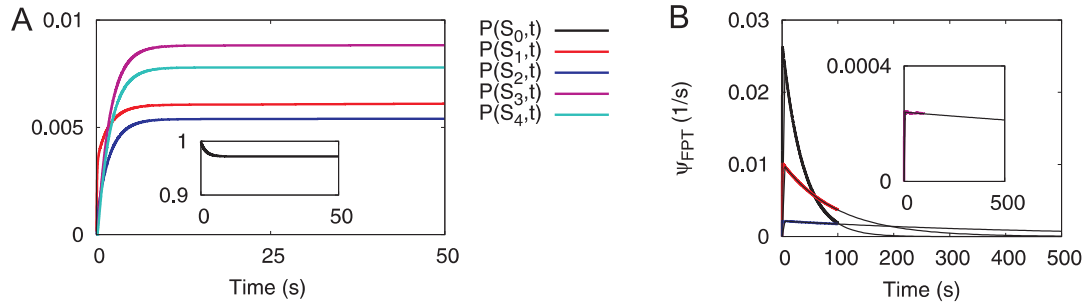 A
0.01
0.005
0
0
25
50
Time (s)
1
0.9
0
50
P(S0,t)
P(S1,t)
P(S2,t)
P(S3,t)
P(S4,t)
B
ΨFPT (1/s)
0.03
0.02
0.01
0
0 100 200 300 400 500
Time (s)
0.0004
0
0
500